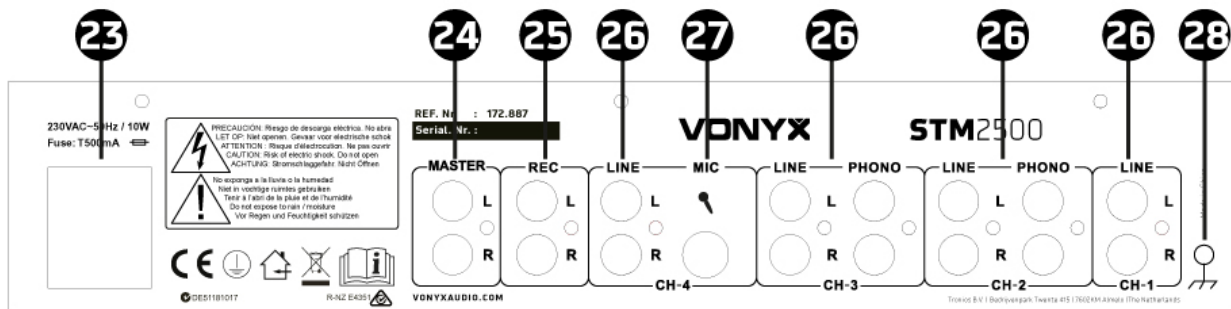 23 24 25 26 27 26 26 26 28
230VAC~50Hz / 10W
Fuse: T500mA
PRECAUCIÓN: Riesgo de descarga eléctrica. No abra
LET OP: Niet openen. Gevaar voor electrische schok
ATTENTION : Risque d'électrocution. Ne pas ouvrir
CAUTION: Risk of electric shock. Do not open
ACHTUNG: Stromschlaggefahr. Nicht Öffnen
No exponga a la lluvia o la humedad
Niet in vochtige ruimtes gebruiken
Tenir à l'abri de la pluie et de l'humidité
Do not expose to rain / moisture
Vor Regen und Feuchtigkeit schützen
CE
DE51181017
R-NZ E4351
REF. Nr. : 172.887
Serial. Nr. :
VONYX STM2500
MASTER REC LINE MIC LINE PHONO LINE PHONO LINE
L L L L L L
R R R R R R
CH-4 CH-3 CH-2 CH-1
VONYXAUDIO.COM
Tronios B.V. | Bedrijvenpark Twente 415 | 7602KM Almelo | The Netherlands